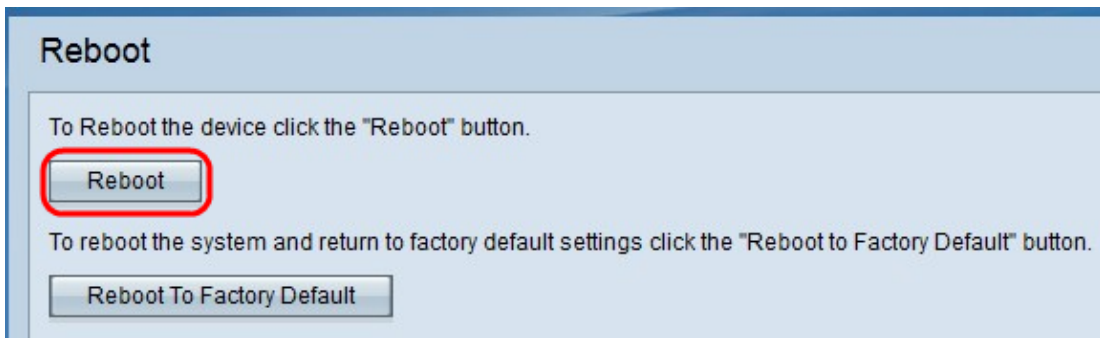 Reboot
To Reboot the device click the "Reboot" button.
Reboot
To reboot the system and return to factory default settings click the "Reboot to Factory Default" button.
Reboot To Factory Default